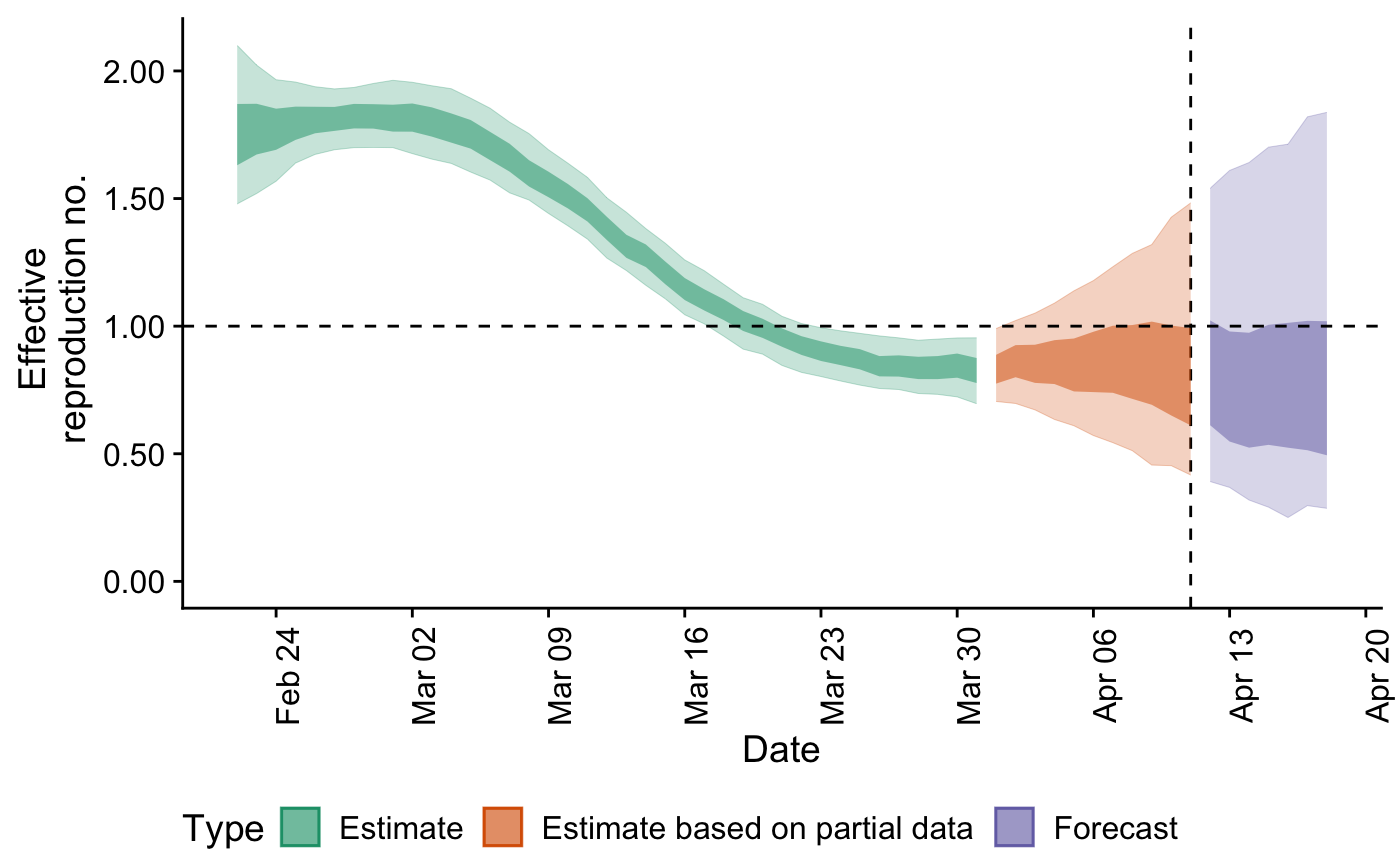 Effective
reproduction no.
2.00
1.50
1.00
0.50
0.00
Feb 24
Mar 02
Mar 09
Mar 16
Mar 23
Mar 30
Apr 06
Apr 13
Apr 20
Date
Type Estimate Estimate based on partial data Forecast